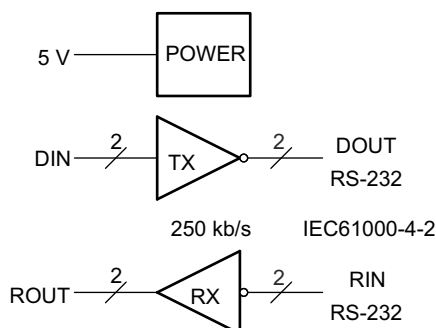 5 V
POWER
2
2
DIN
TX
DOUT
RS-232
250 kb/s
IEC61000-4-2
2
2
ROUT
RX
RIN
RS-232